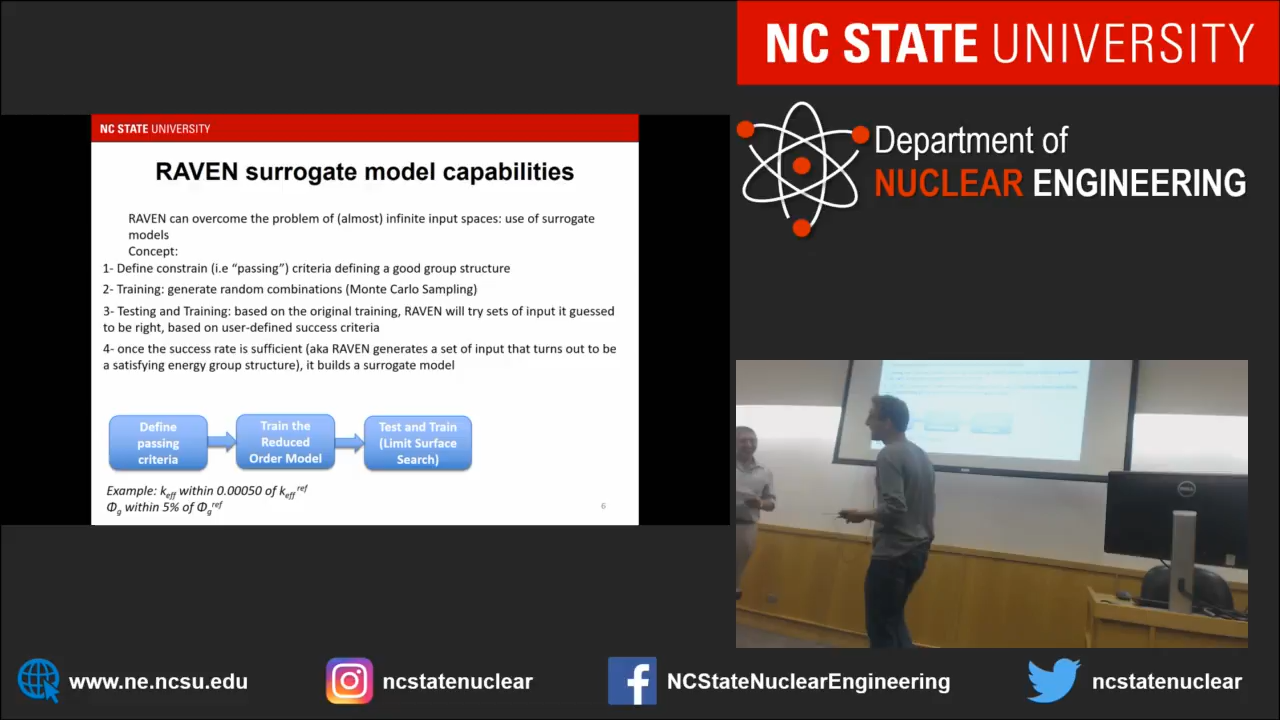 NC STATE UNIVERSITY
Department of
NUCLEAR ENGINEERING
NC STATE UNIVERSITY
RAVEN surrogate model capabilities
RAVEN can overcome the problem of (almost) infinite input spaces: use of surrogate
models
Concept:
1- Define constrain (i.e “passing”) criteria defining a good group structure
2- Training: generate random combinations (Monte Carlo Sampling)
3- Testing and Training: based on the original training, RAVEN will try sets of input it guessed
to be right, based on user-defined success criteria
4- once the success rate is sufficient (aka RAVEN generates a set of input that turns out to be
a satisfying energy group structure), it builds a surrogate model
Define
passing
criteria
Train the
Reduced
Order Model
Test and Train
(Limit Surface
Search)
Example: keff within 0.00050 of keff ref
Φg within 5% of Φg ref
6
DELL
www.ne.ncsu.edu
ncstatenuclear
NCStateNuclearEngineering
ncstatenuclear